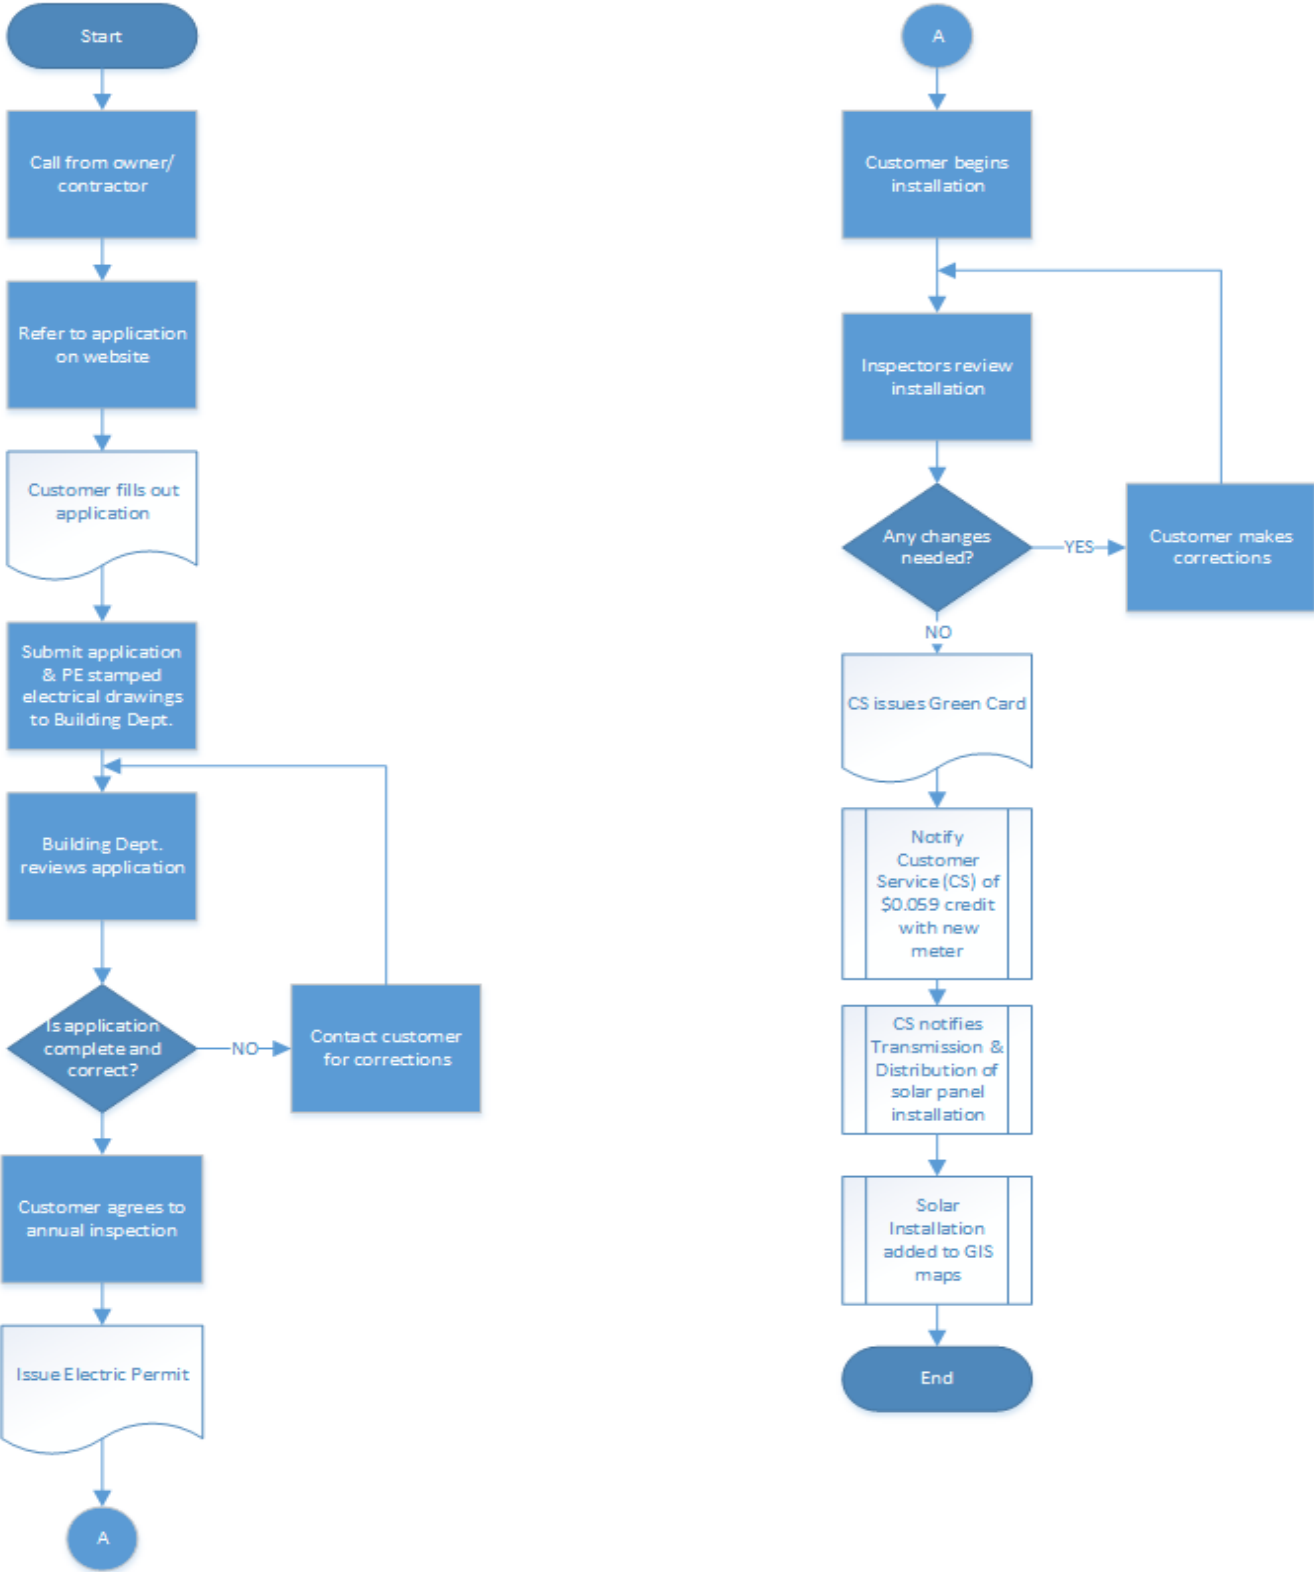 Start
Call from owner/
contractor
Refer to application
on website
Customer fills out
application
Submit application
& PE stamped
electrical drawings
to Building Dept.
Building Dept.
reviews application
Is application
complete and
correct?
NO
Contact customer
for corrections
Customer agrees to
annual inspection
Issue Electric Permit
A
A
Customer begins
installation
Inspectors review
installation
Any changes
needed?
YES
Customer makes
corrections
NO
CS issues Green Card
Notify
Customer
Service (CS) of
$0.059 credit
with new
meter
CS notifies
Transmission &
Distribution of
solar panel
installation
Solar
Installation
added to GIS
maps
End